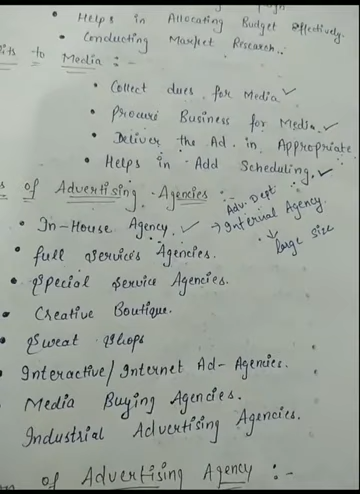 • Helps in Allocating Budget effectively.
• Conducting Market Research.
to Media :-
• Collect dues for Media ✓
• Procure Business for Media. ✓
• Deliver the Ad. in Appropriate
• Helps in Add Scheduling. ✓
of Advertising Agencies :-
Adv. Dept
• In-House Agency. ✓ → Internal Agency.
↓
large size
• full services Agencies.
• Special service Agencies.
• Creative Boutique.
• Sweat Shops
• Interactive/Internet Ad-Agencies.
Media Buying Agencies.
Industrial Advertising Agencies.
of Advertising Agency :-